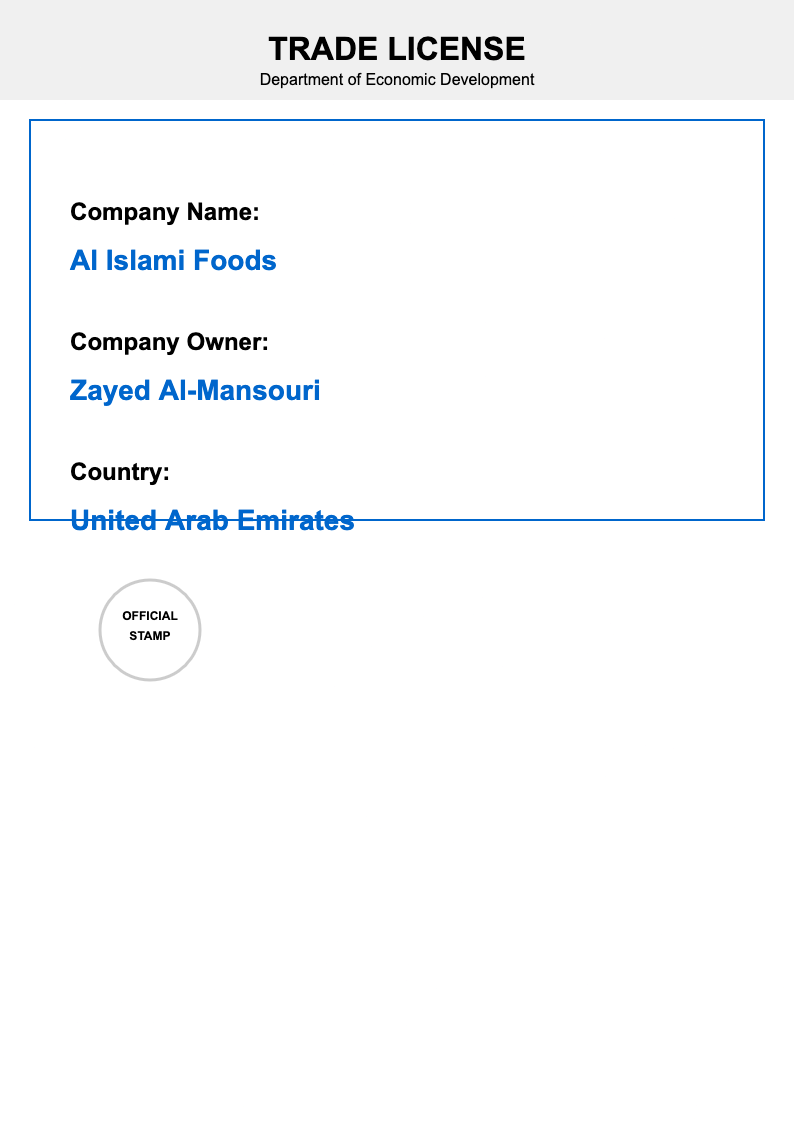 TRADE LICENSE
Department of Economic Development
Company Name:
Al Islami Foods
Company Owner:
Zayed Al-Mansouri
Country:
United Arab Emirates
OFFICIAL
STAMP